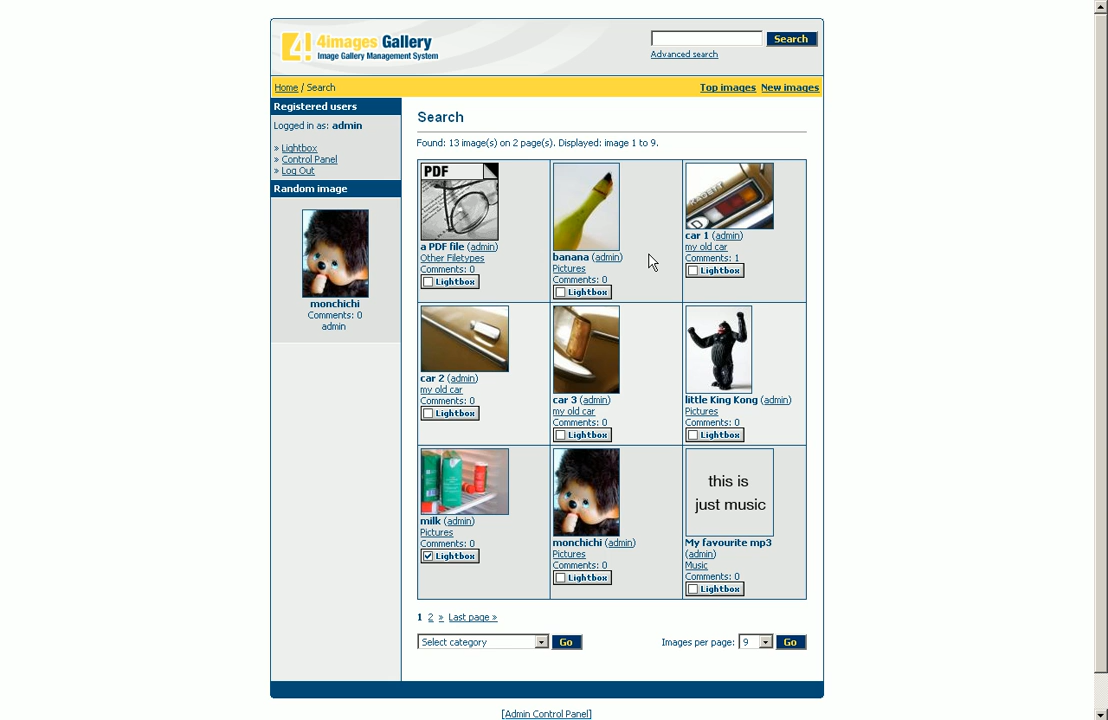 4! 4images Gallery
Image Gallery Management System
Search
Advanced search
Home / Search
Top images New images
Registered users
Logged in as: admin
» Lightbox
» Control Panel
» Log Out
Random image
monchichi
Comments: 0
admin
Search
Found: 13 image(s) on 2 page(s). Displayed: image 1 to 9.
PDF
a PDF file (admin)
Other Filetypes
Comments: 0
Lightbox
banana (admin)
Pictures
Comments: 0
Lightbox
car 1 (admin)
my old car
Comments: 1
Lightbox
car 2 (admin)
my old car
Comments: 0
Lightbox
car 3 (admin)
my old car
Comments: 0
Lightbox
little King Kong (admin)
Pictures
Comments: 0
Lightbox
milk (admin)
Pictures
Comments: 0
Lightbox
monchichi (admin)
Pictures
Comments: 0
Lightbox
this is
just music
My favourite mp3
(admin)
Music
Comments: 0
Lightbox
1 2 » Last page »
Select category Go Images per page: 9 Go
[Admin Control Panel]